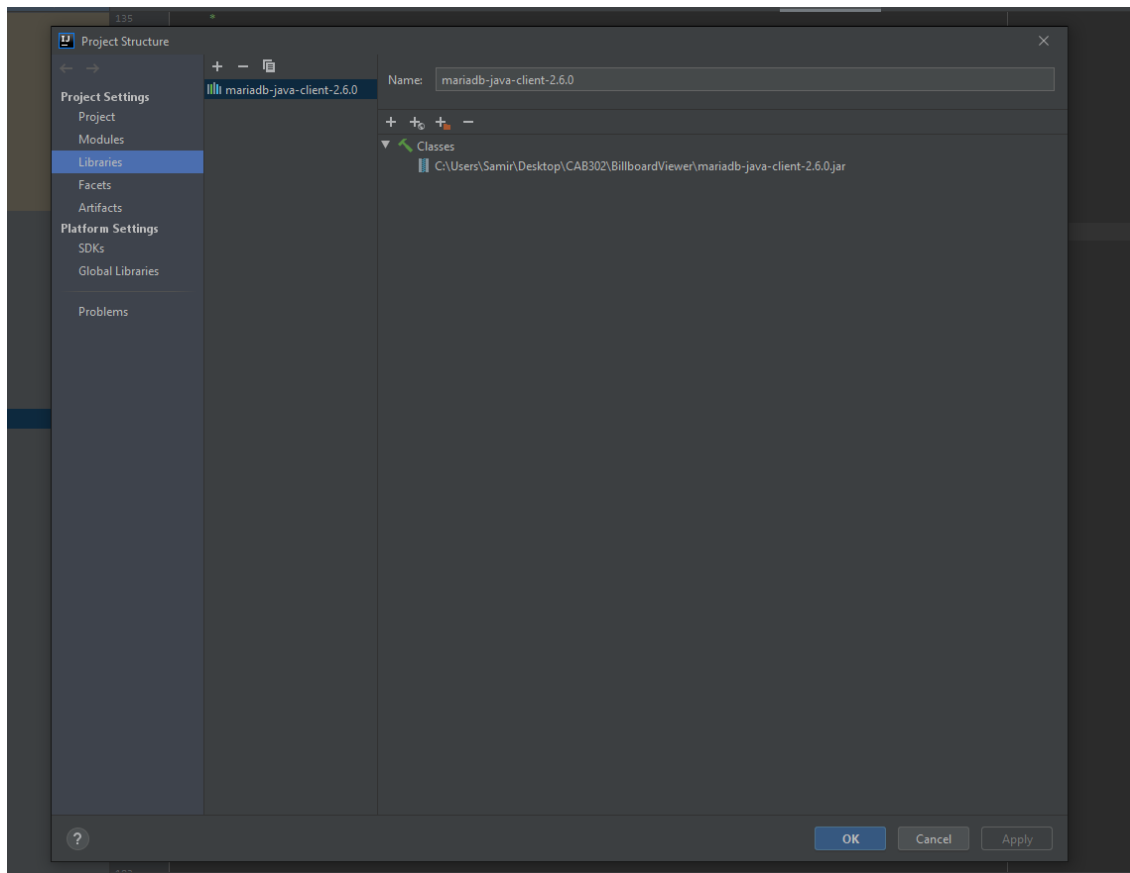 135 *
Project Structure
Project Settings
Project
Modules
Libraries
Facets
Artifacts
Platform Settings
SDKs
Global Libraries
Problems
mariadb-java-client-2.6.0
Name: mariadb-java-client-2.6.0
Classes
C:\Users\Samir\Desktop\CAB302\BillboardViewer\mariadb-java-client-2.6.0.jar
?
OK Cancel Apply